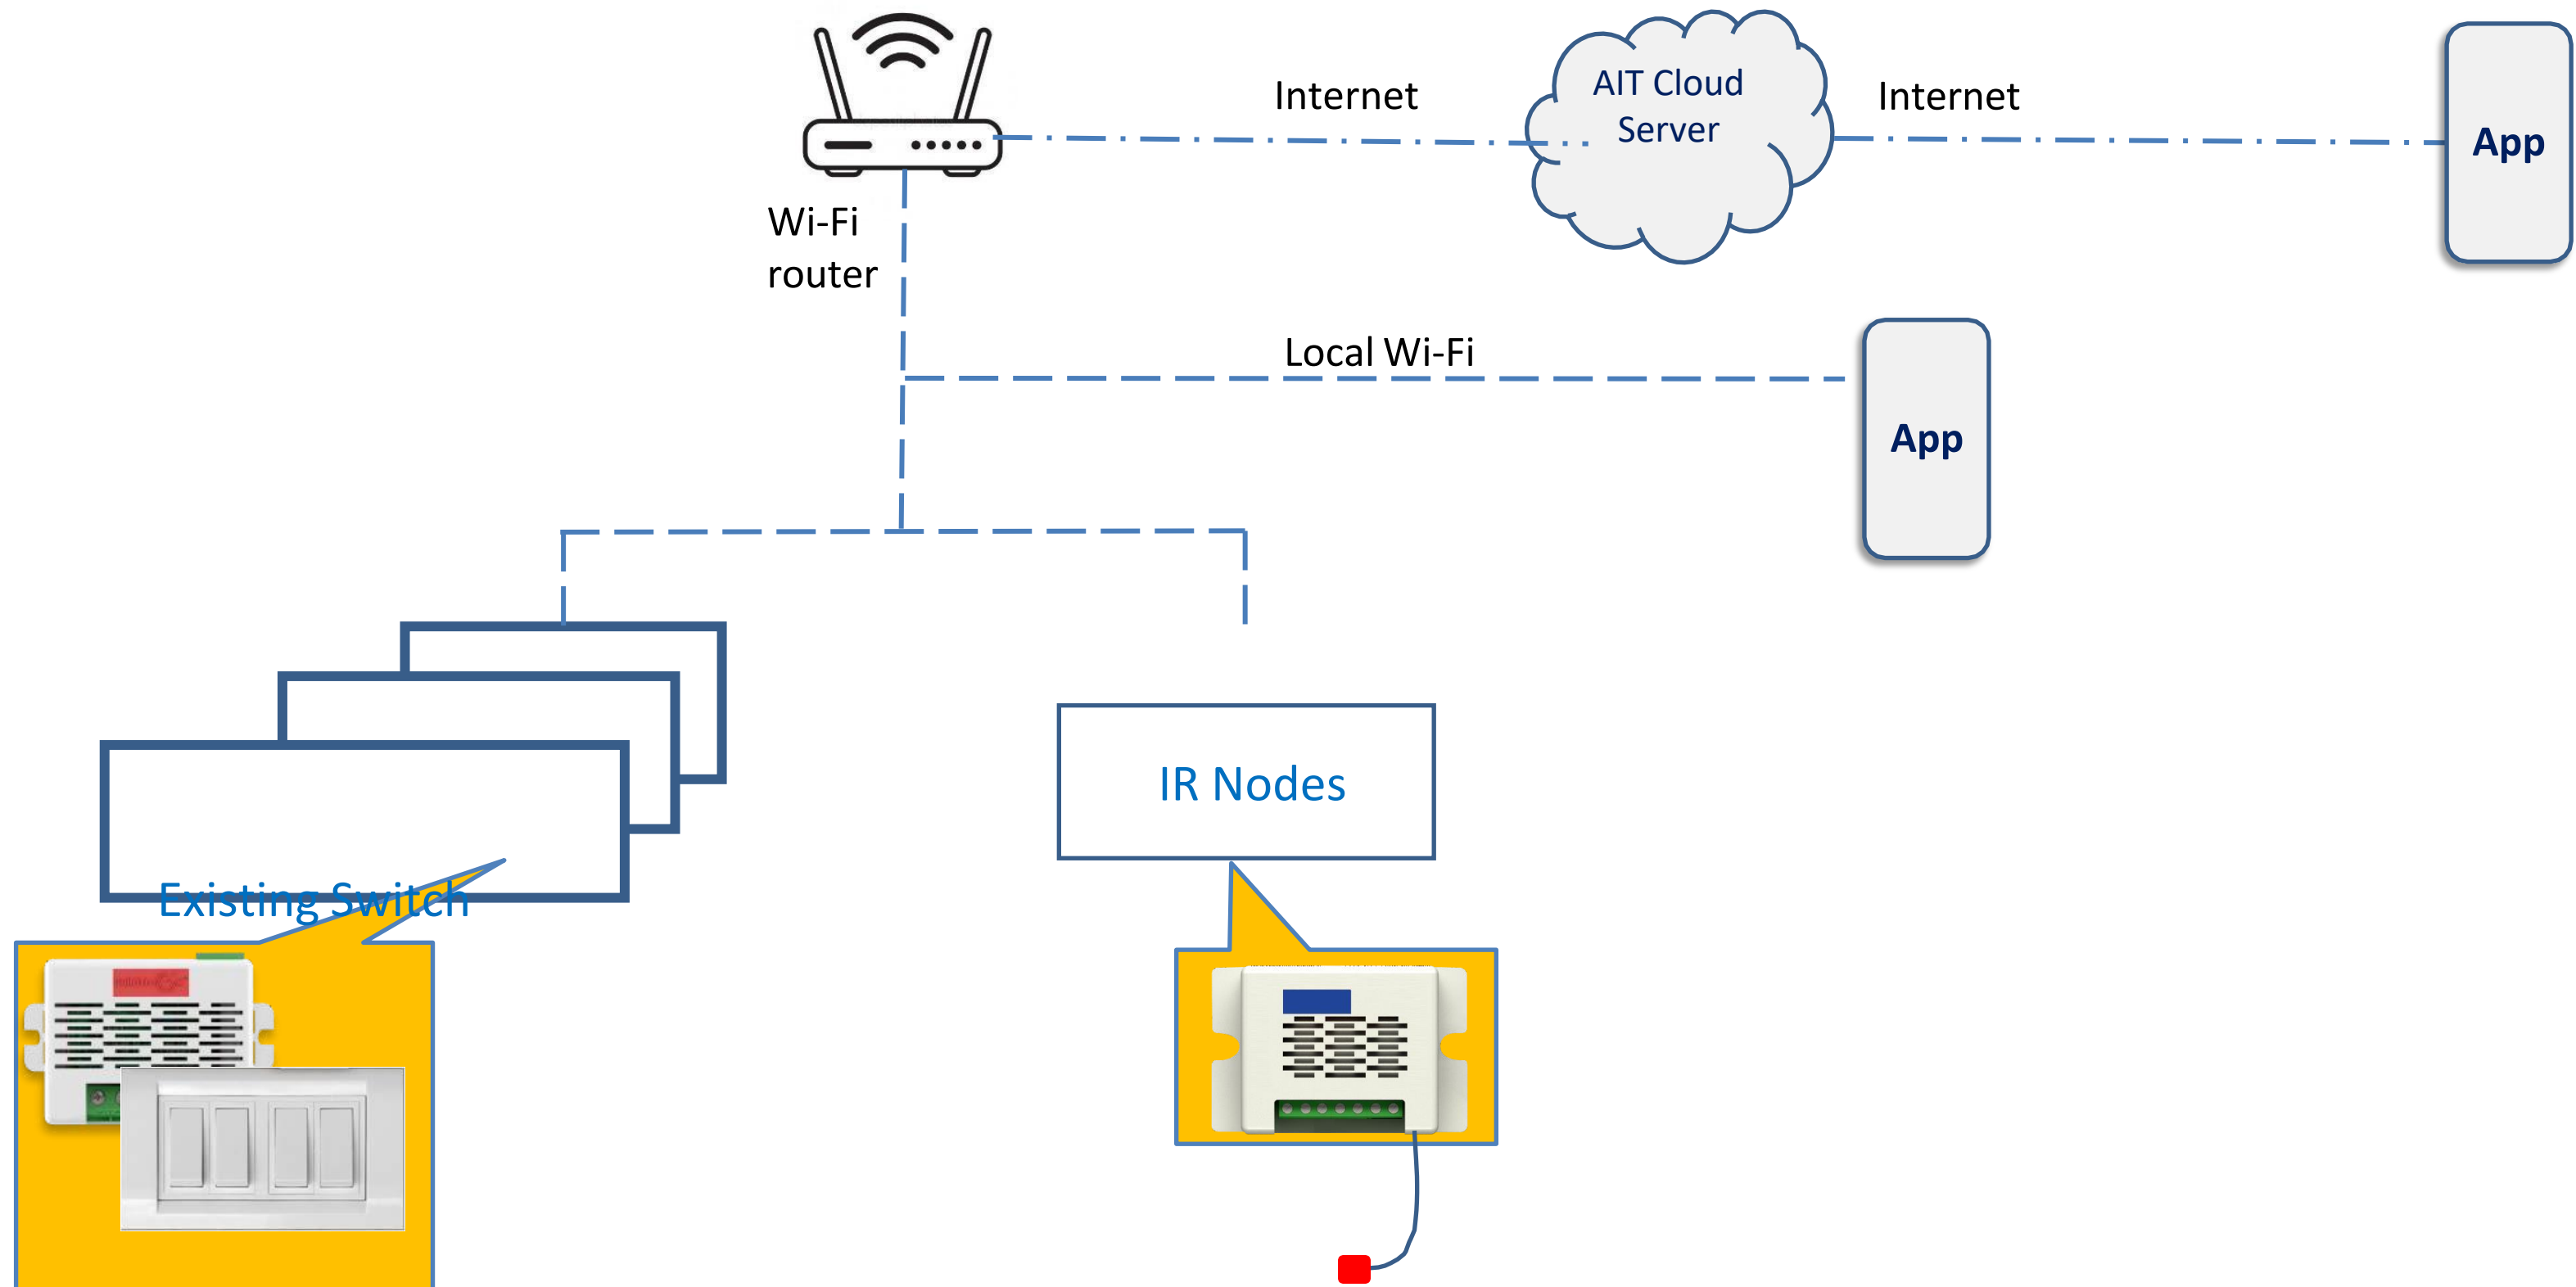 Internet
AIT Cloud
Server
Internet
App
Wi-Fi
router
Local Wi-Fi
App
IR Nodes
Existing Switch